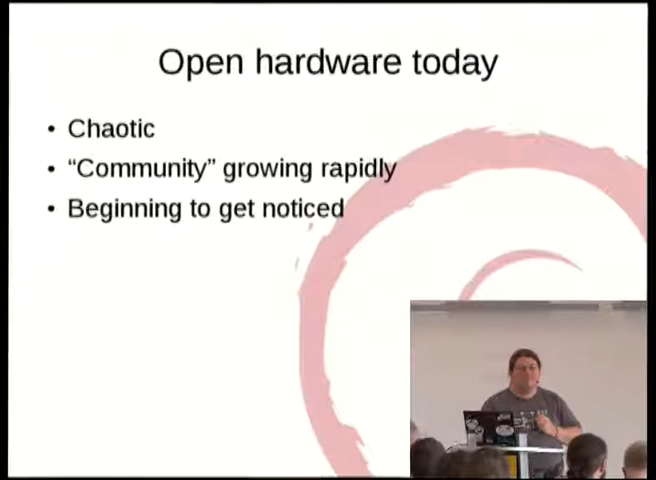 Open hardware today
• Chaotic
• “Community” growing rapidly
• Beginning to get noticed